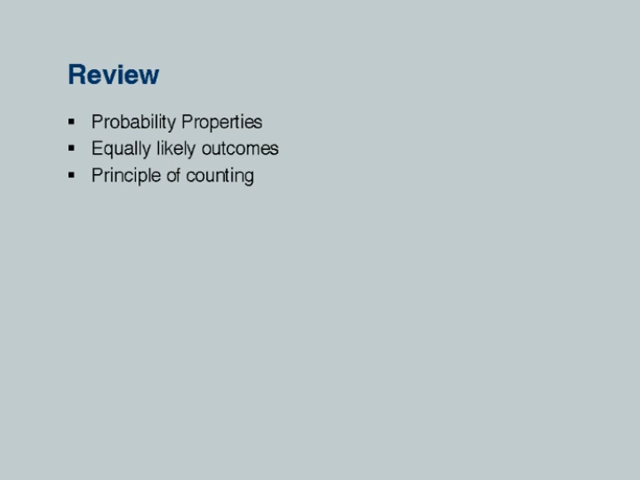 Review
▪ Probability Properties
▪ Equally likely outcomes
▪ Principle of counting